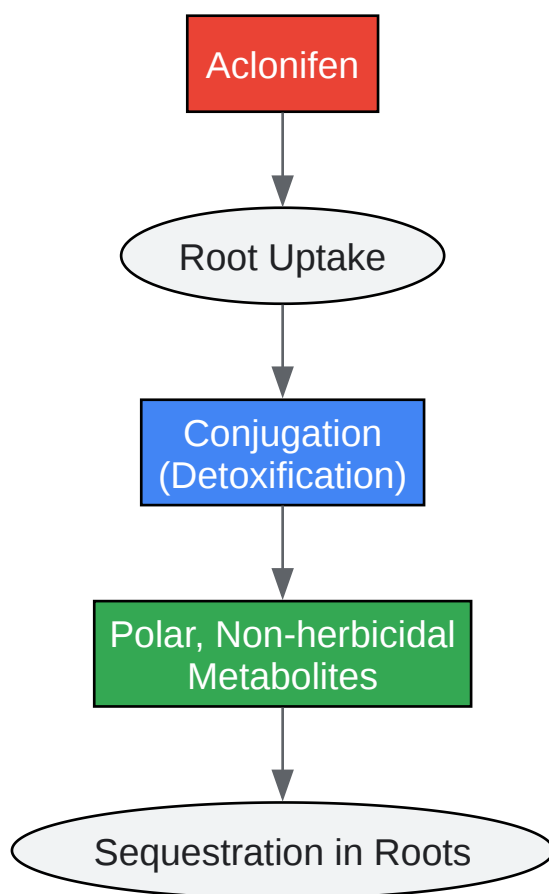 Aclonifen
Root Uptake
Conjugation
(Detoxification)
Polar, Non-herbicidal
Metabolites
Sequestration in Roots